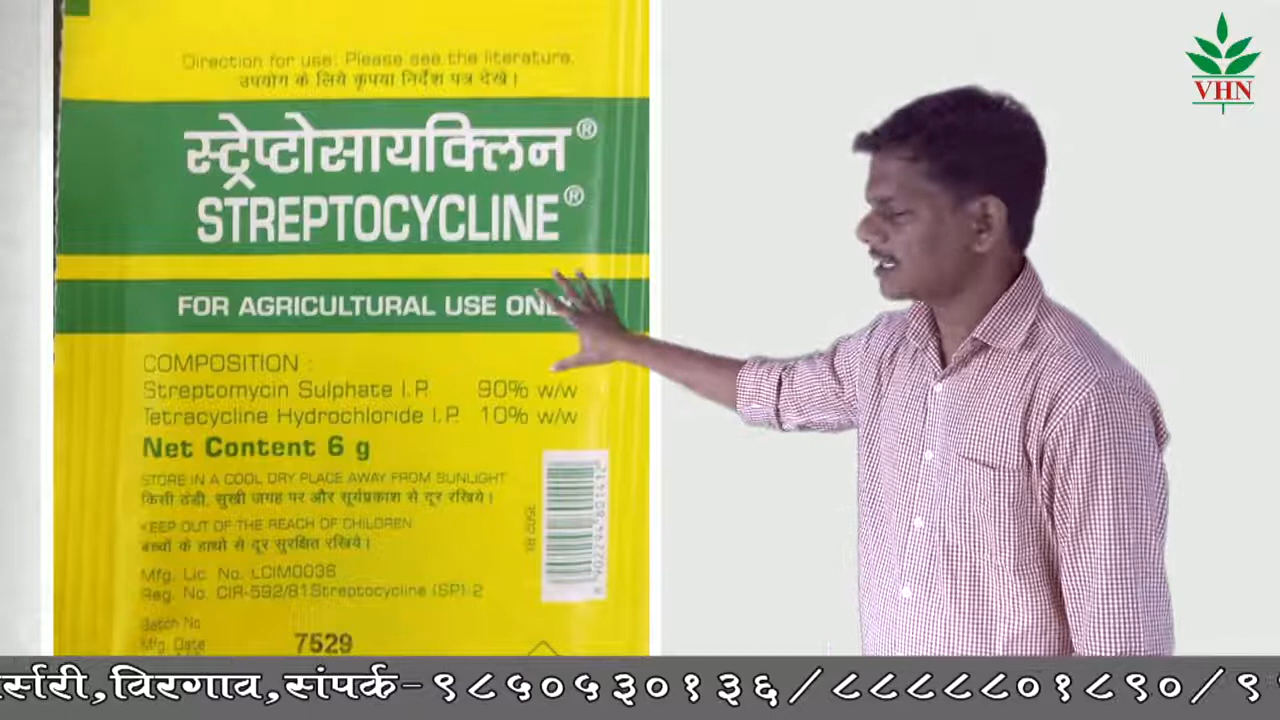 Direction for use: Please see the literature.
उपयोग के लिये कृपया निर्देश पत्र देखे।
स्ट्रेप्टोसायक्लिन®
STREPTOCYCLINE®
FOR AGRICULTURAL USE ONLY
COMPOSITION :
Streptomycin Sulphate I.P. 90% w/w
Tetracycline Hydrochloride I.P. 10% w/w
Net Content 6 g
STORE IN A COOL DRY PLACE AWAY FROM SUNLIGHT
किसी ठंडी, सुखी जगह पर और सूर्यप्रकाश से दूर रखिये।
KEEP OUT OF THE REACH OF CHILDREN
बच्चों के हाथो से दूर सुरक्षित रखिये।
Mfg. Lic. No. LCIM0036
Reg. No. CIR-592/81 Streptocycline (SP)-2
Batch No
Mfg. Date 7529
VHN
र्सरी,विरगाव,संपर्क-९८५०५३०१३६/८८८८८०१८९०/९